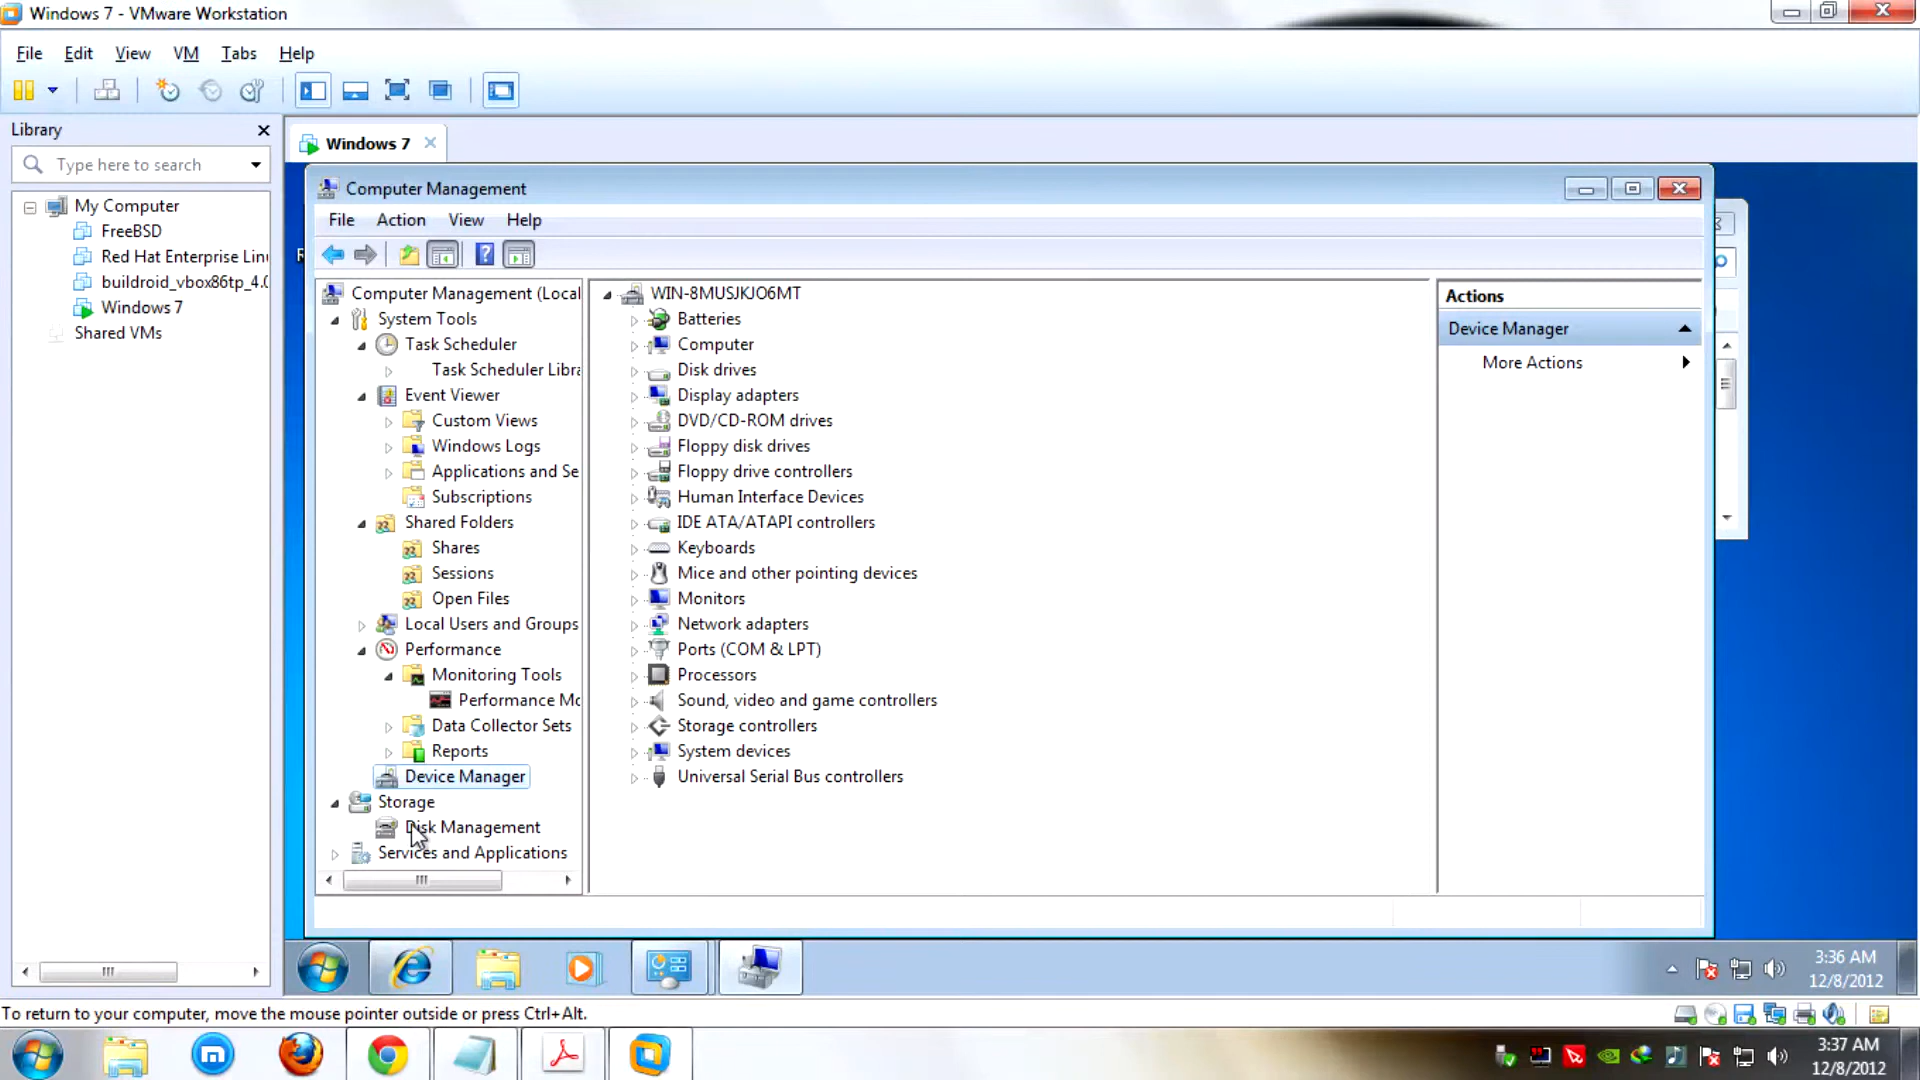 Windows 7 - VMware Workstation
File Edit View VM Tabs Help
Library
Type here to search
My Computer
FreeBSD
Red Hat Enterprise Linu
buildroid_vbox86tp_4.0
Windows 7
Shared VMs
Windows 7
Computer Management
File Action View Help
Computer Management (Local
System Tools
Task Scheduler
Task Scheduler Libra
Event Viewer
Custom Views
Windows Logs
Applications and Se
Subscriptions
Shared Folders
Shares
Sessions
Open Files
Local Users and Groups
Performance
Monitoring Tools
Performance Mo
Data Collector Sets
Reports
Device Manager
Storage
Disk Management
Services and Applications
WIN-8MUSJKJO6MT
Batteries
Computer
Disk drives
Display adapters
DVD/CD-ROM drives
Floppy disk drives
Floppy drive controllers
Human Interface Devices
IDE ATA/ATAPI controllers
Keyboards
Mice and other pointing devices
Monitors
Network adapters
Ports (COM & LPT)
Processors
Sound, video and game controllers
Storage controllers
System devices
Universal Serial Bus controllers
Actions
Device Manager
More Actions
3:36 AM
12/8/2012
To return to your computer, move the mouse pointer outside or press Ctrl+Alt.
3:37 AM
12/8/2012